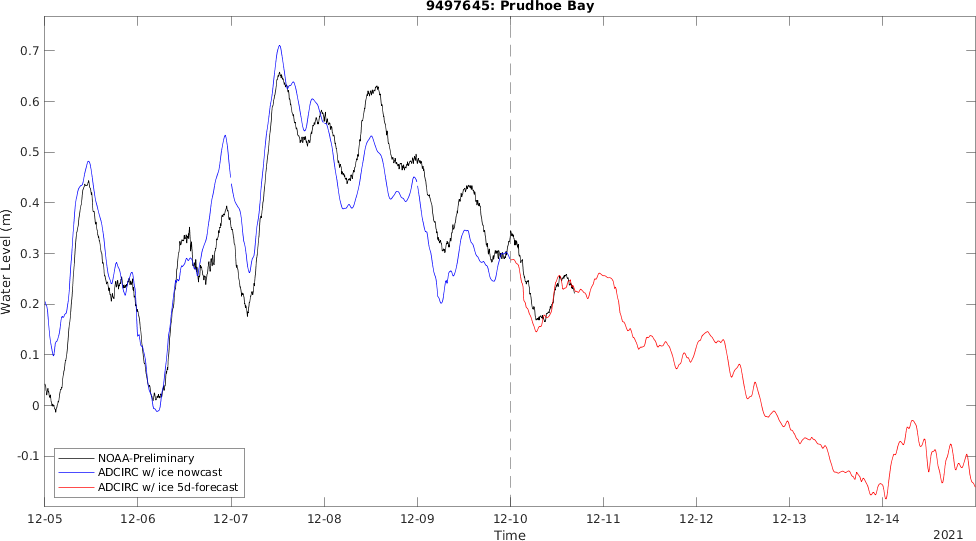 9497645: Prudhoe Bay
Water Level (m)
0.7
0.6
0.5
0.4
0.3
0.2
0.1
0
-0.1
NOAA-Preliminary
ADCIRC w/ ice nowcast
ADCIRC w/ ice 5d-forecast
12-05 12-06 12-07 12-08 12-09 12-10 12-11 12-12 12-13 12-14
Time
2021